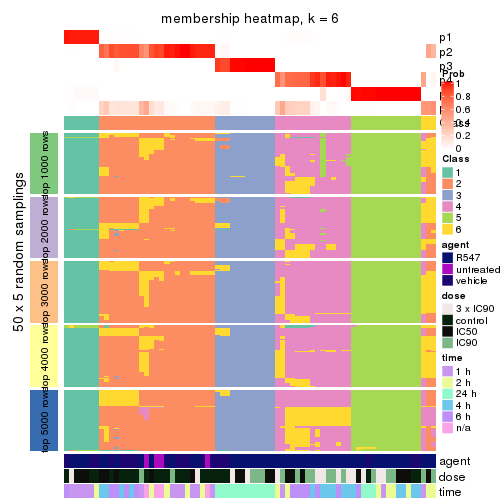 membership heatmap, k = 6
p1
p2
p3
p4
Prob
1
0.8
0.6
0.4
0.2
0
Class
1
2
3
4
5
6
agent
R547
untreated
vehicle
dose
3 x IC90
control
IC50
IC90
time
1 h
2 h
24 h
4 h
6 h
n/a
50 x 5 random samplings
top 1000 rows
top 2000 rows
top 3000 rows
top 4000 rows
top 5000 rows
agent
dose
time